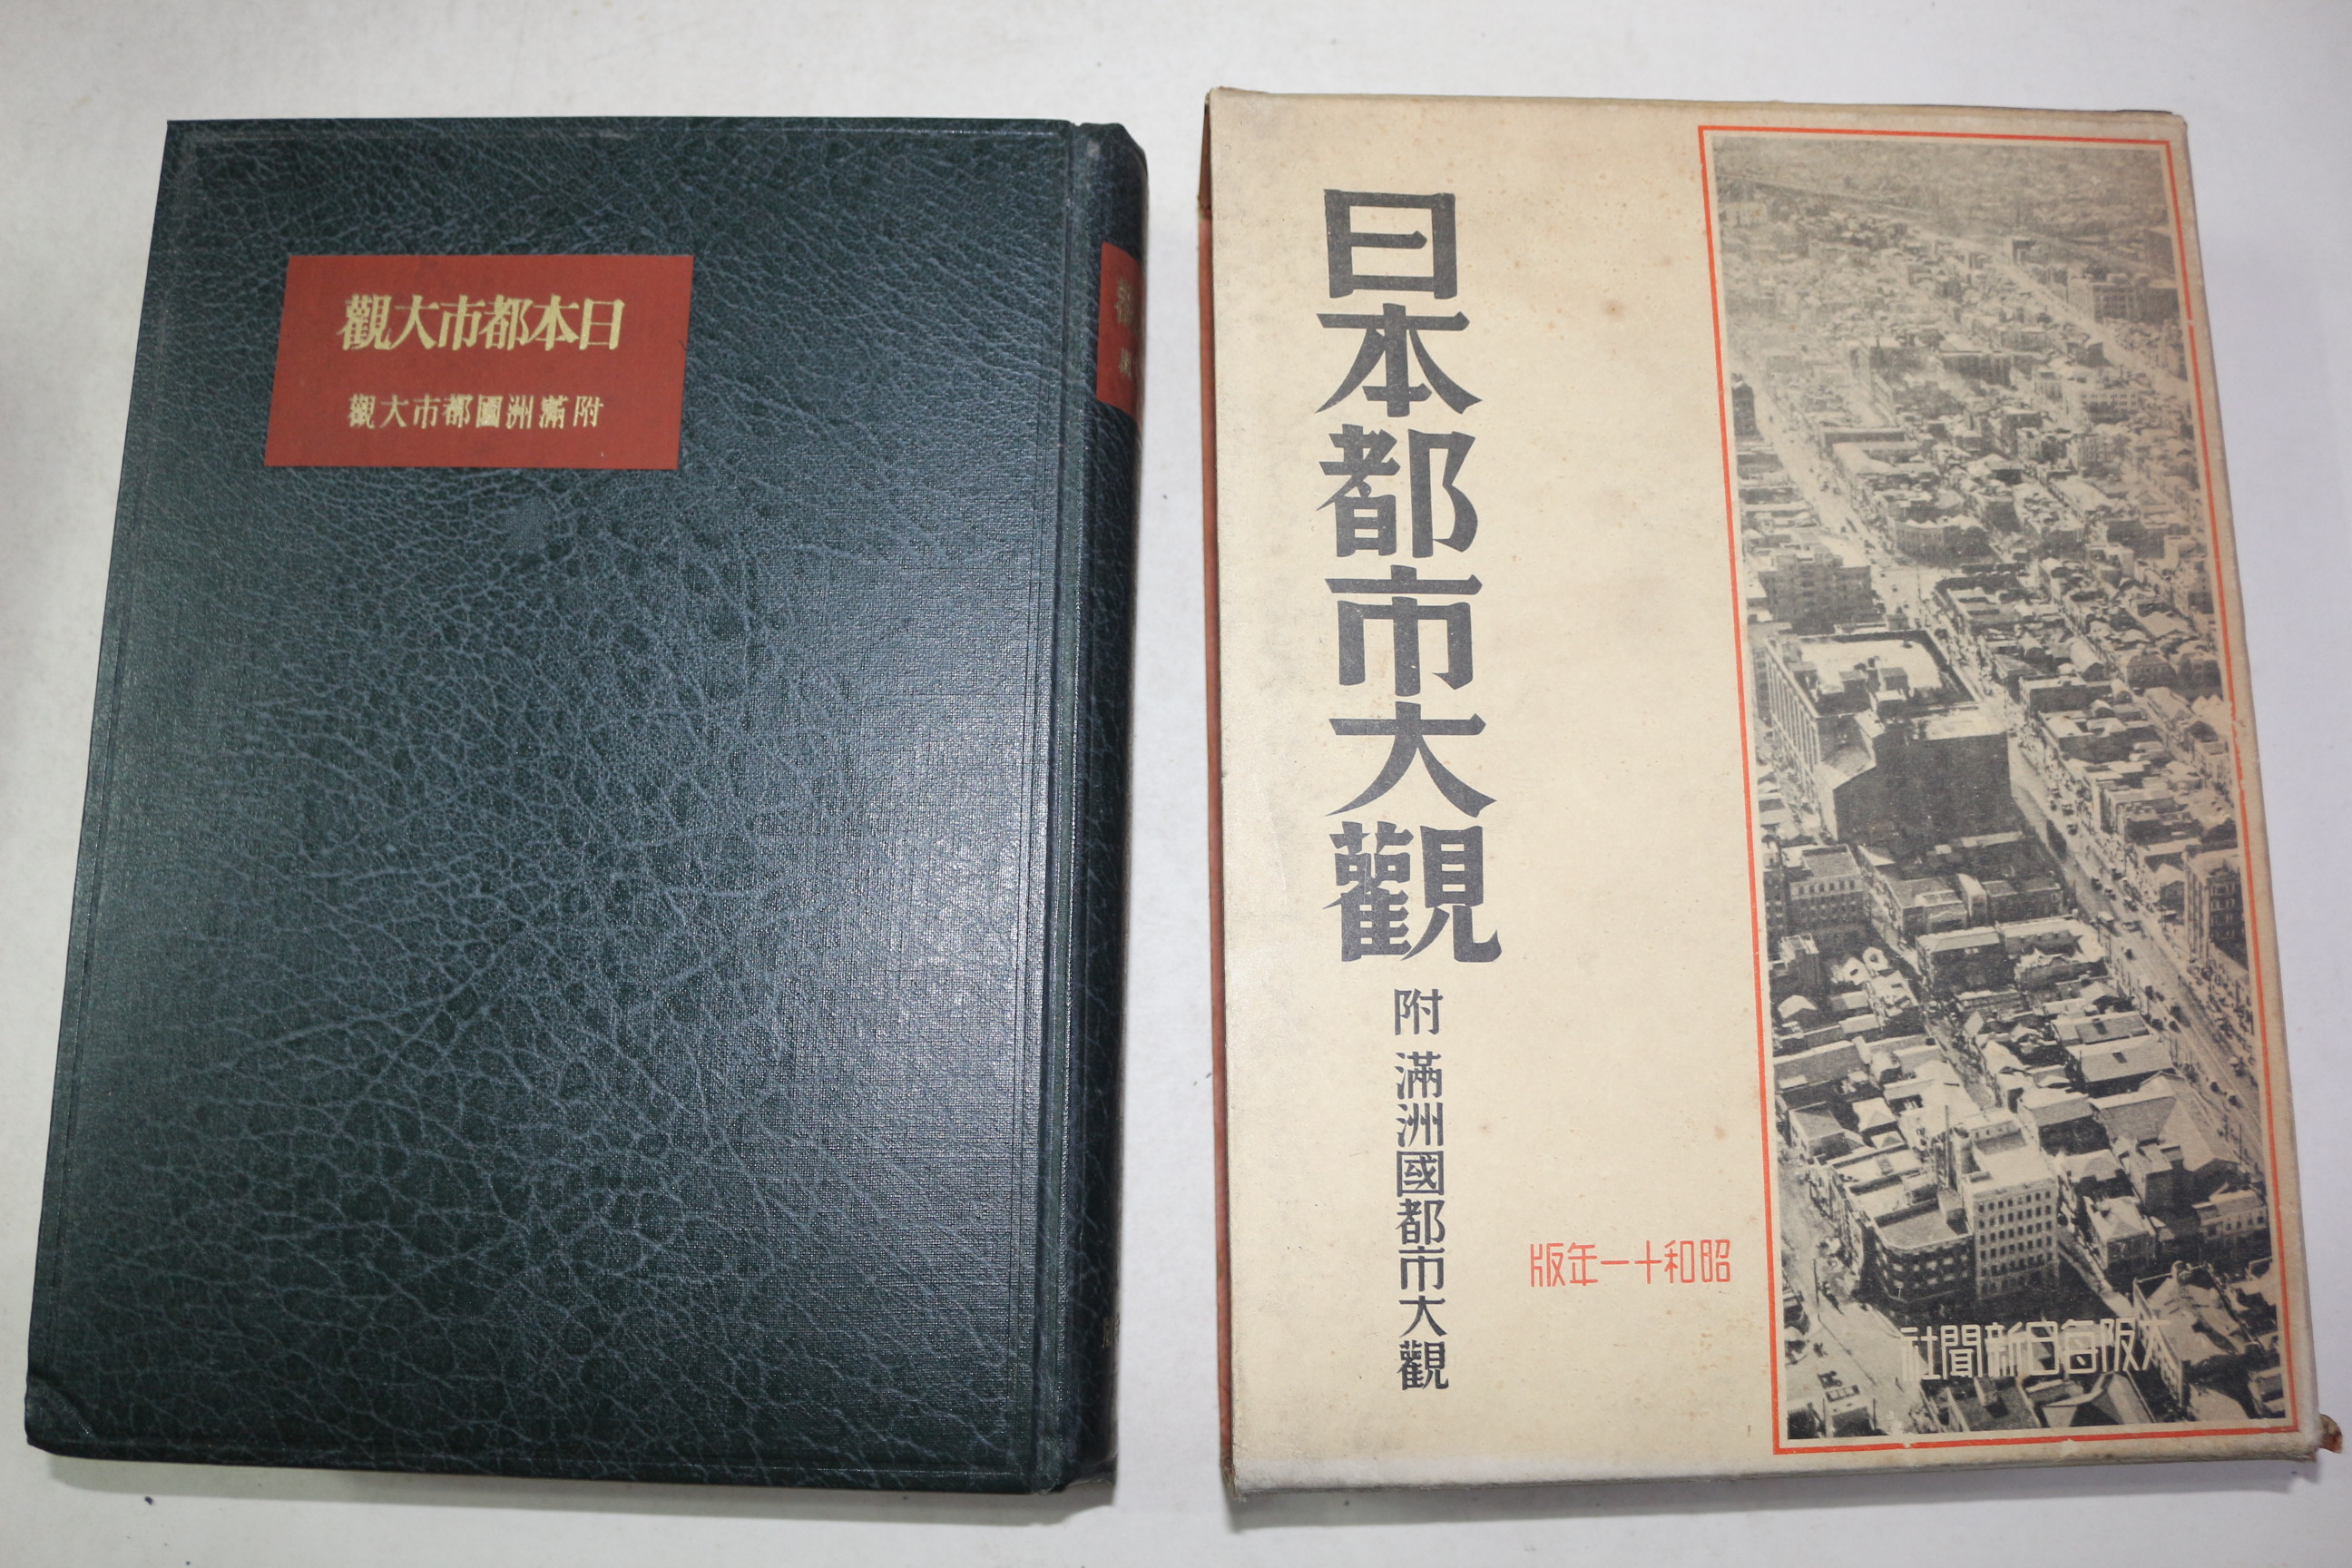 日本都市大觀
附滿洲國都市大觀
日本都市大觀
附 滿洲國都市大觀
昭和十一年版
大阪每日新聞社